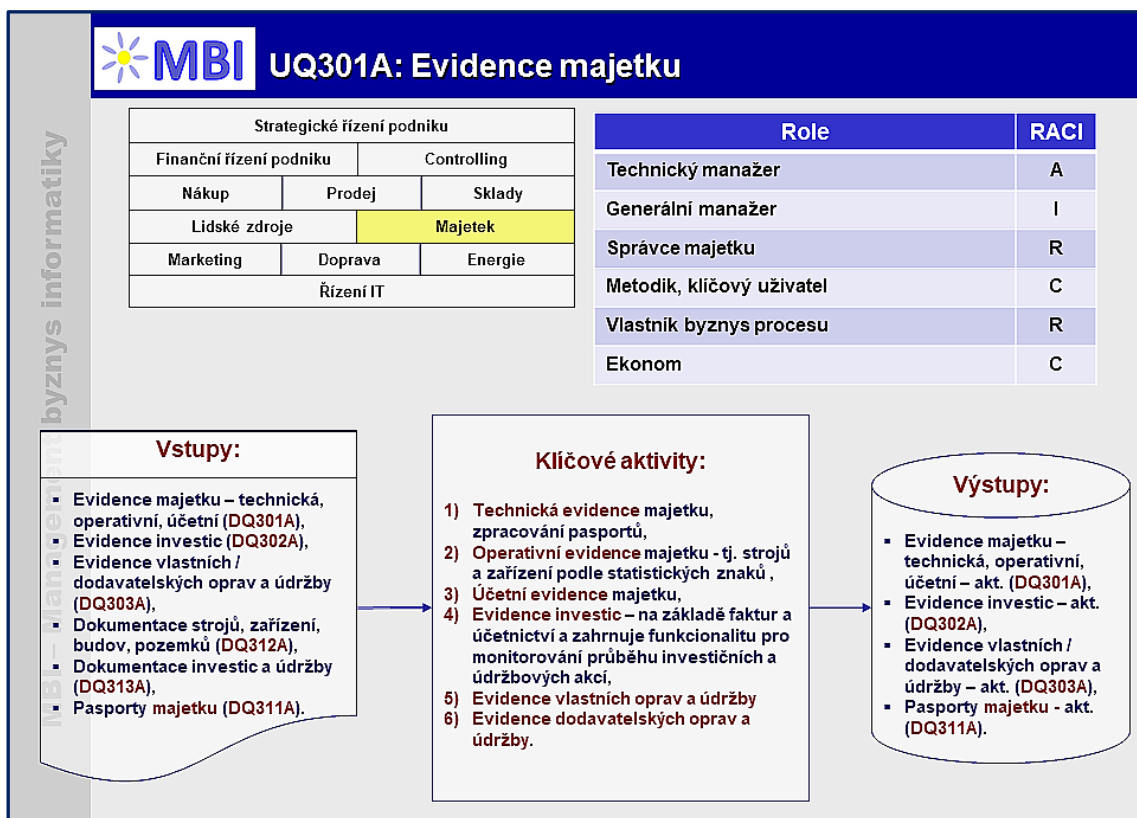 MBI UQ301A: Evidence majetku
MBI – Management byznys informatiky
Strategické řízení podniku
Finanční řízení podniku Controlling
Nákup Prodej Sklady
Lidské zdroje Majetek
Marketing Doprava Energie
Řízení IT
Role RACI
Technický manažer A
Generální manažer I
Správce majetku R
Metodik, klíčový uživatel C
Vlastník byznys procesu R
Ekonom C
Vstupy:
▪ Evidence majetku – technická,
operativní, účetní (DQ301A),
▪ Evidence investic (DQ302A),
▪ Evidence vlastních /
dodavatelských oprav a údržby
(DQ303A),
▪ Dokumentace strojů, zařízení,
budov, pozemků (DQ312A),
▪ Dokumentace investic a údržby
(DQ313A),
▪ Pasporty majetku (DQ311A).
Klíčové aktivity:
1) Technická evidence majetku,
zpracování pasportů,
2) Operativní evidence majetku - tj. strojů
a zařízení podle statistických znaků ,
3) Účetní evidence majetku,
4) Evidence investic – na základě faktur a
účetnictví a zahrnuje funkcionalitu pro
monitorování průběhu investičních a
údržbových akcí,
5) Evidence vlastních oprav a údržby
6) Evidence dodavatelských oprav a
údržby.
Výstupy:
▪ Evidence majetku –
technická, operativní,
účetní – akt. (DQ301A),
▪ Evidence investic – akt.
(DQ302A),
▪ Evidence vlastních /
dodavatelských oprav a
údržby – akt. (DQ303A),
▪ Pasporty majetku - akt.
(DQ311A).